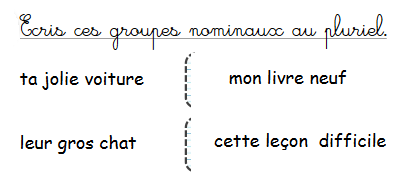 Ecris ces groupes nominaux au pluriel.
ta jolie voiture
mon livre neuf
leur gros chat
cette leçon difficile